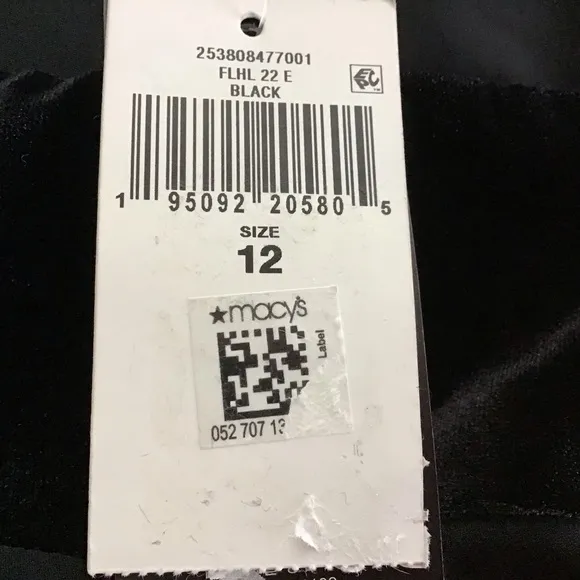 253808477001
FLHL 22 E
BLACK
1 95092 20580 5
SIZE
12
macy's
Label
052 707 13